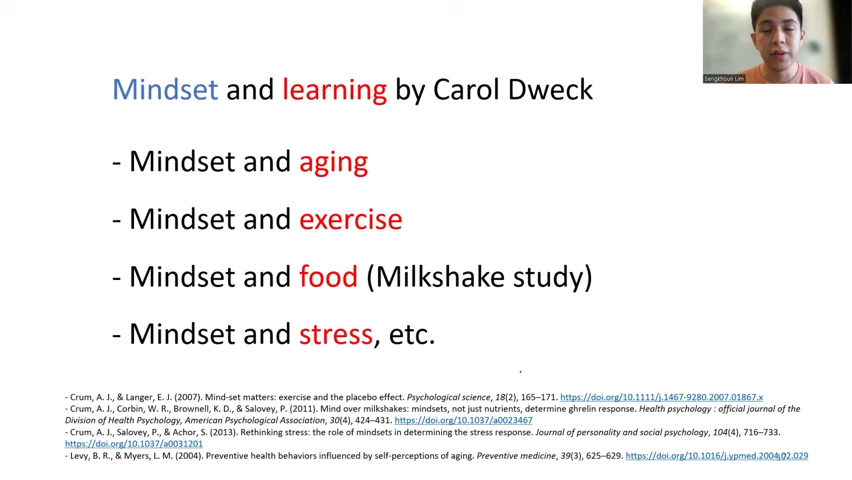 Sengkhoun Lim
Mindset and learning by Carol Dweck
- Mindset and aging
- Mindset and exercise
- Mindset and food (Milkshake study)
- Mindset and stress, etc.
- Crum, A. J., & Langer, E. J. (2007). Mind-set matters: exercise and the placebo effect. Psychological science, 18(2), 165–171. https://doi.org/10.1111/j.1467-9280.2007.01867.x
- Crum, A. J., Corbin, W. R., Brownell, K. D., & Salovey, P. (2011). Mind over milkshakes: mindsets, not just nutrients, determine ghrelin response. Health psychology : official journal of the
Division of Health Psychology, American Psychological Association, 30(4), 424–431. https://doi.org/10.1037/a0023467
- Crum, A. J., Salovey, P., & Achor, S. (2013). Rethinking stress: the role of mindsets in determining the stress response. Journal of personality and social psychology, 104(4), 716–733.
https://doi.org/10.1037/a0031201
- Levy, B. R., & Myers, L. M. (2004). Preventive health behaviors influenced by self-perceptions of aging. Preventive medicine, 39(3), 625–629. https://doi.org/10.1016/j.ypmed.2004.02.029